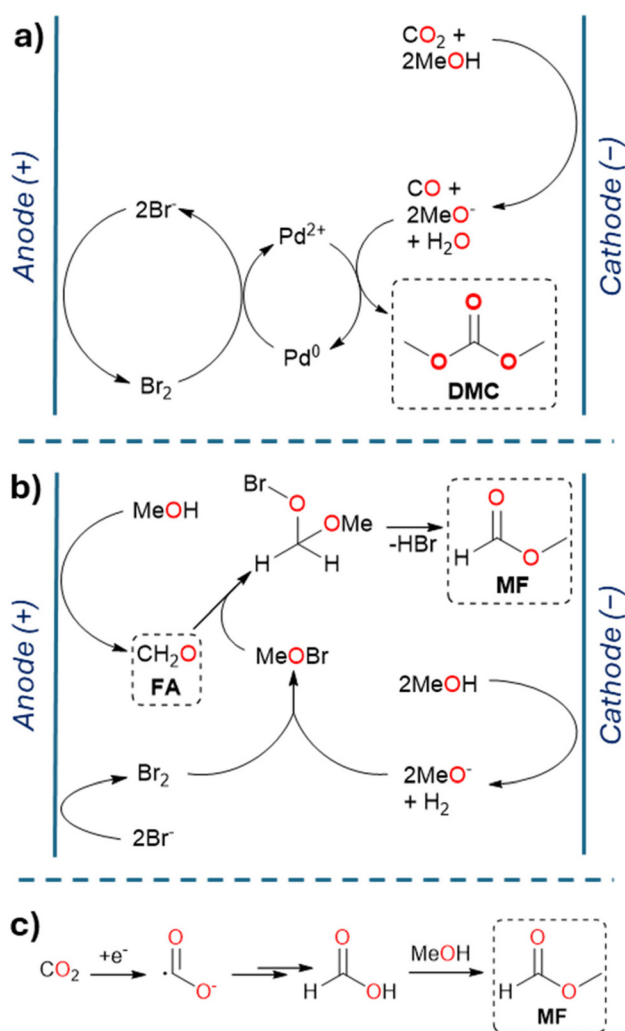 a)
CO₂ +
2MeOH
Anode (+)
Cathode (–)
CO +
2MeO⁻
+ H₂O
2Br⁻
Pd²⁺
Pd⁰
Br₂
O
O
O
DMC
b)
Br
O
OMe
H
H
-HBr
O
H
O
MF
MeOH
Anode (+)
Cathode (–)
CH₂O
FA
MeOBr
2MeOH
Br₂
2MeO⁻
+ H₂
2Br⁻
c)
CO₂
+e⁻
O
O⁻
O
H
OH
MeOH
O
H
O
MF